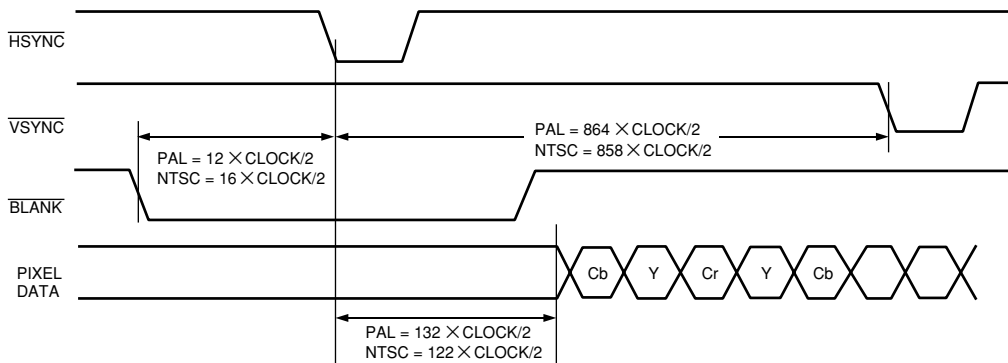 HSYNC
VSYNC
PAL = 864 × CLOCK/2
NTSC = 858 × CLOCK/2
PAL = 12 × CLOCK/2
NTSC = 16 × CLOCK/2
BLANK
PIXEL
DATA
Cb Y Cr Y Cb
PAL = 132 × CLOCK/2
NTSC = 122 × CLOCK/2